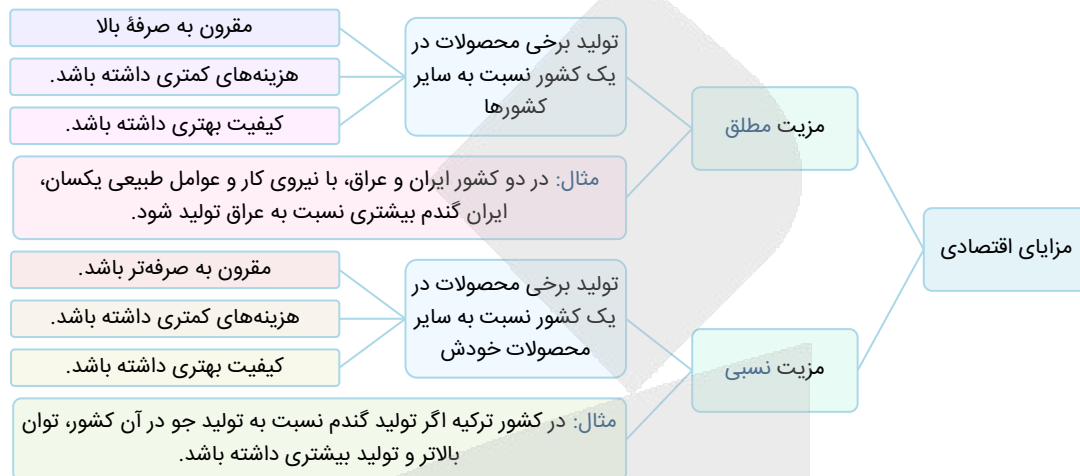 مزایای اقتصادی
مزیت مطلق
تولید برخی محصولات در
یک کشور نسبت به سایر
کشورها
مقرون به صرفهٔ بالا
هزینه‌های کمتری داشته باشد.
کیفیت بهتری داشته باشد.
مثال: در دو کشور ایران و عراق، با نیروی کار و عوامل طبیعی یکسان،
ایران گندم بیشتری نسبت به عراق تولید شود.
مزیت نسبی
تولید برخی محصولات در
یک کشور نسبت به سایر
محصولات خودش
مقرون به صرفه‌تر باشد.
هزینه‌های کمتری داشته باشد.
کیفیت بهتری داشته باشد.
مثال: در کشور ترکیه اگر تولید گندم نسبت به تولید جو در آن کشور، توان
بالاتر و تولید بیشتری داشته باشد.